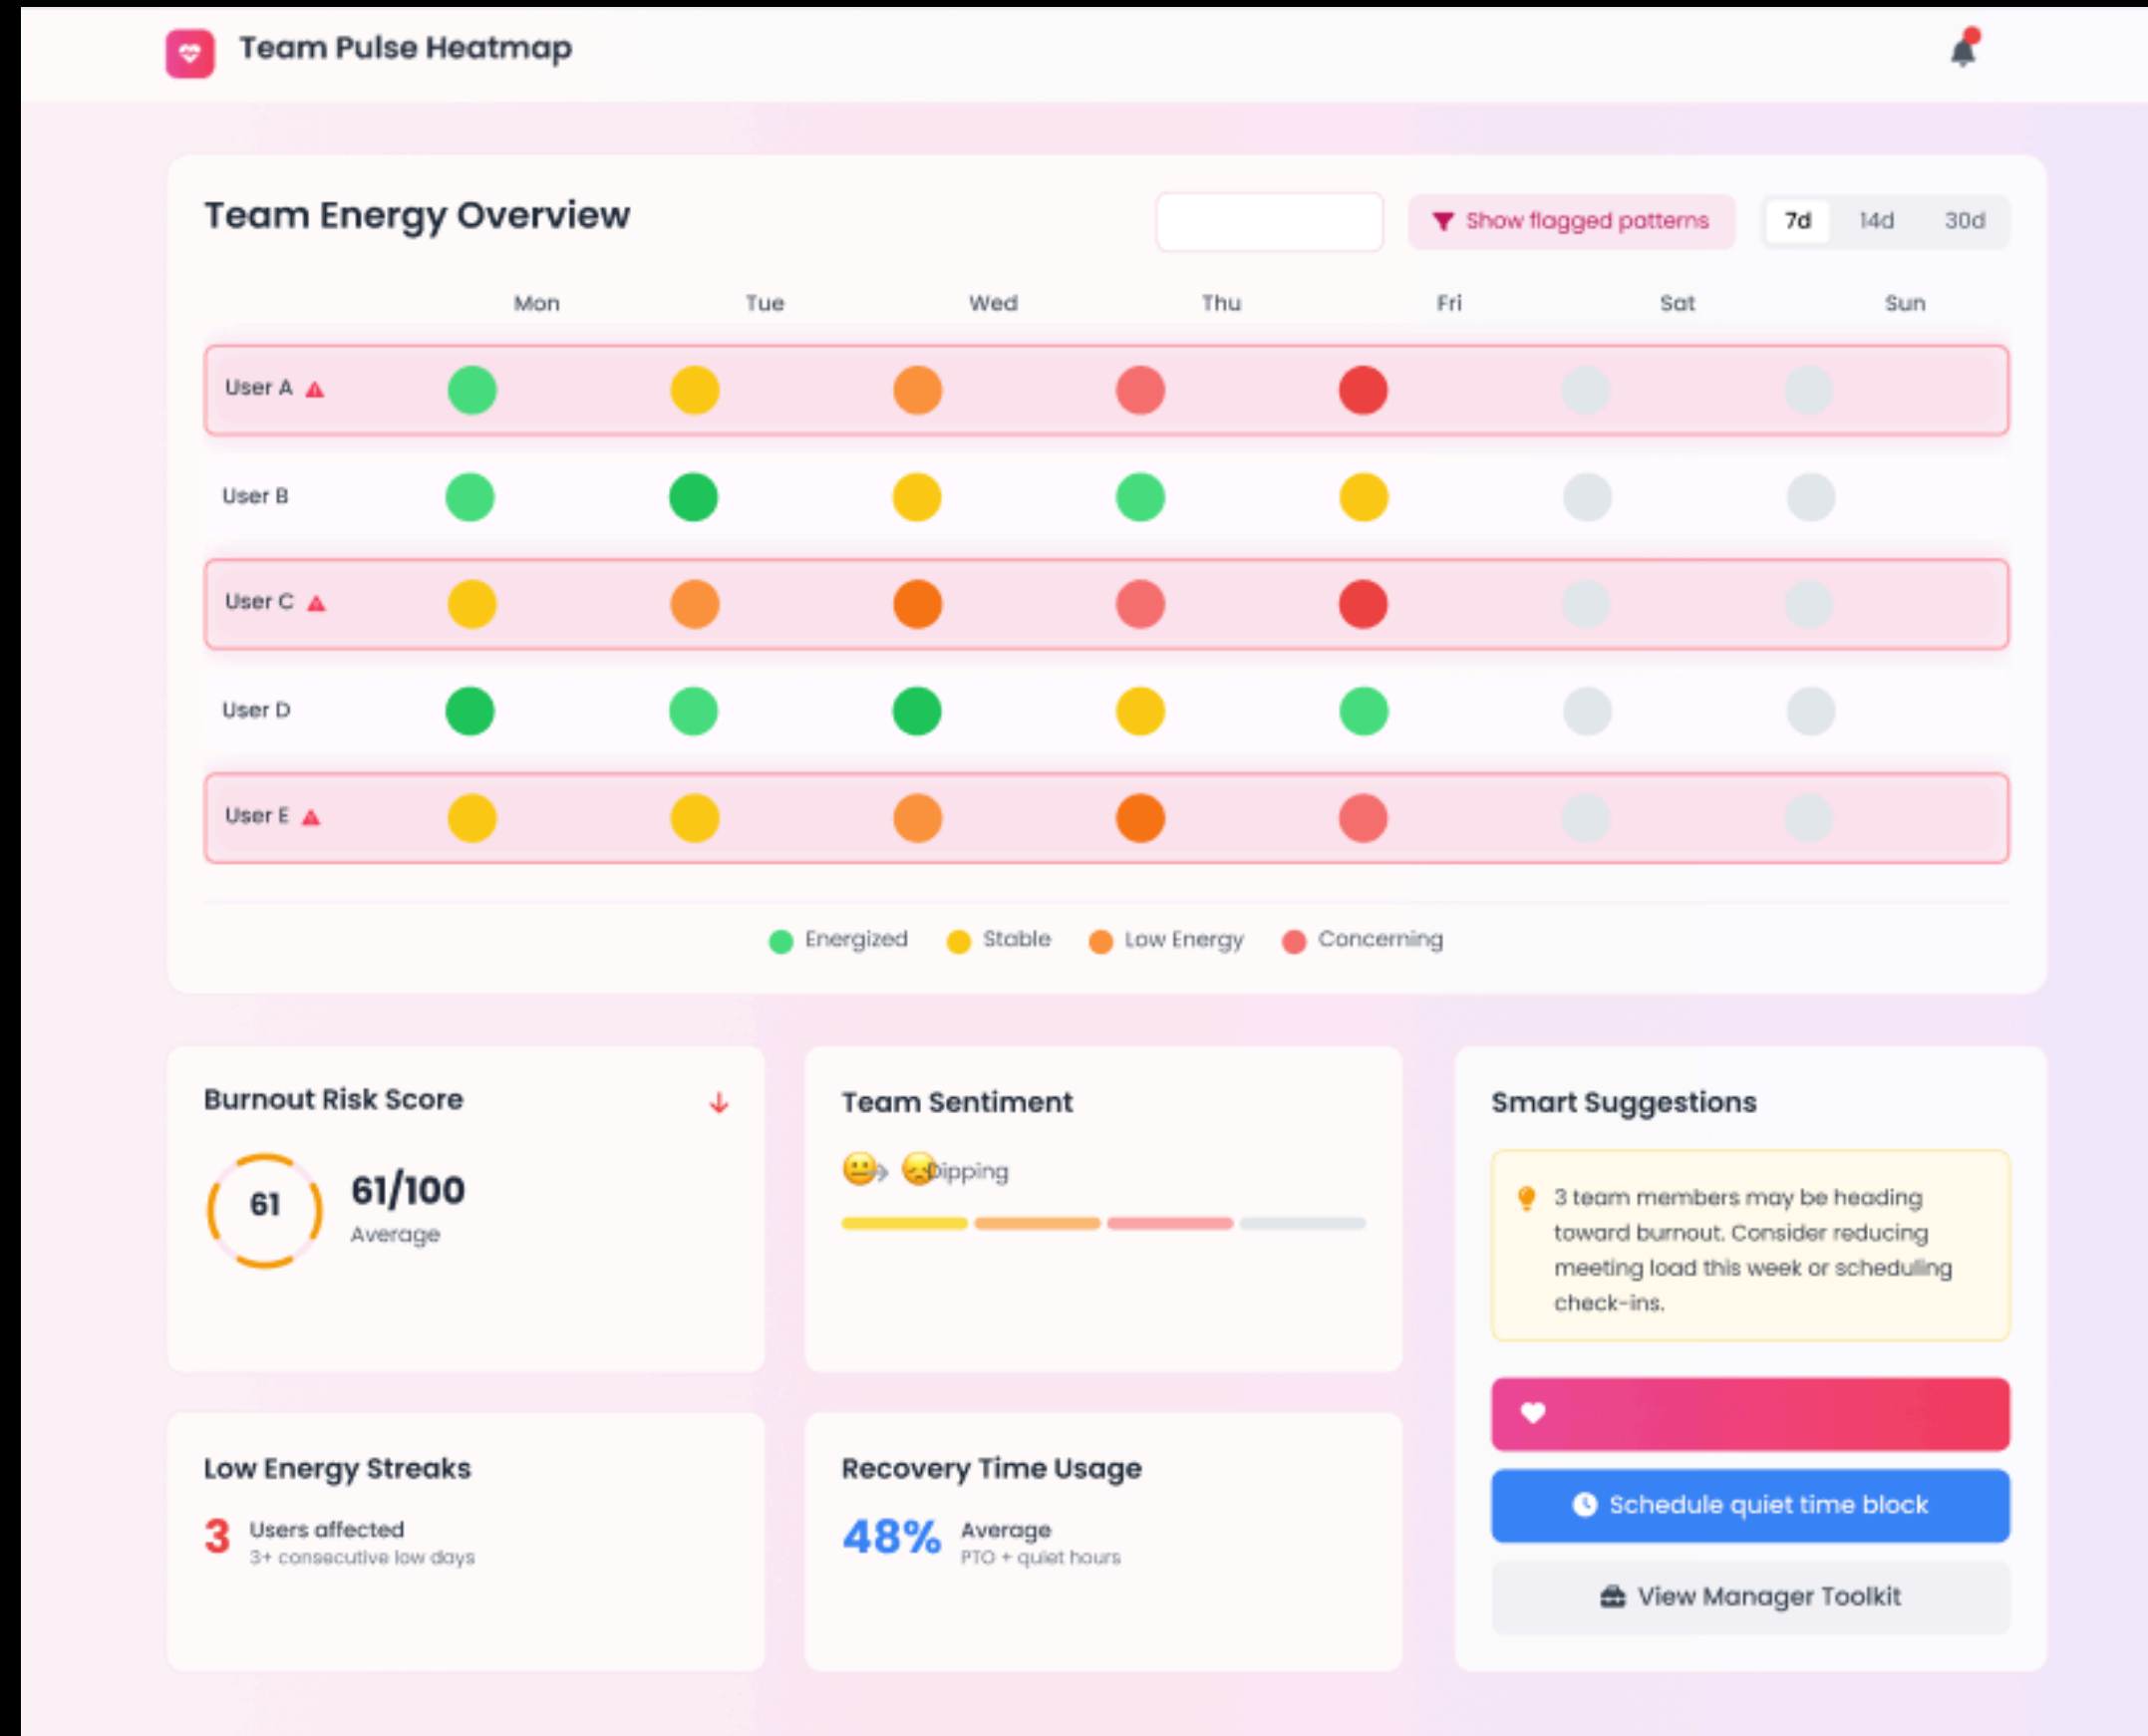 Team Pulse Heatmap
Team Energy Overview
Show flagged patterns
7d 14d 30d
Mon Tue Wed Thu Fri Sat Sun
User A
User B
User C
User D
User E
Energized Stable Low Energy Concerning
Burnout Risk Score
61
61/100
Average
Team Sentiment
Dipping
Smart Suggestions
3 team members may be heading
toward burnout. Consider reducing
meeting load this week or scheduling
check-ins.
Low Energy Streaks
3 Users affected
3+ consecutive low days
Recovery Time Usage
48% Average
PTO + quiet hours
Schedule quiet time block
View Manager Toolkit